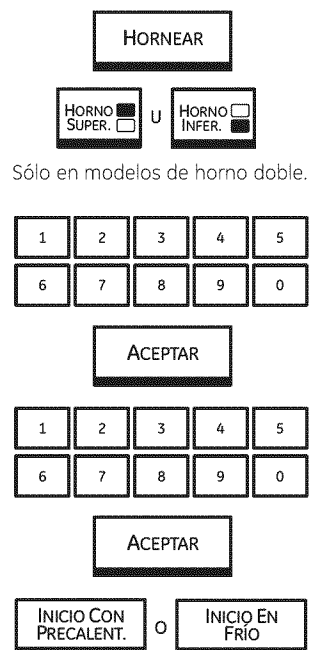 HORNEAR
HORNO SUPER. U HORNO INFER.
Sólo en modelos de horno doble.
1 2 3 4 5
6 7 8 9 0
ACEPTAR
1 2 3 4 5
6 7 8 9 0
ACEPTAR
INICIO CON PRECALENT. O INICIO EN FRÍO